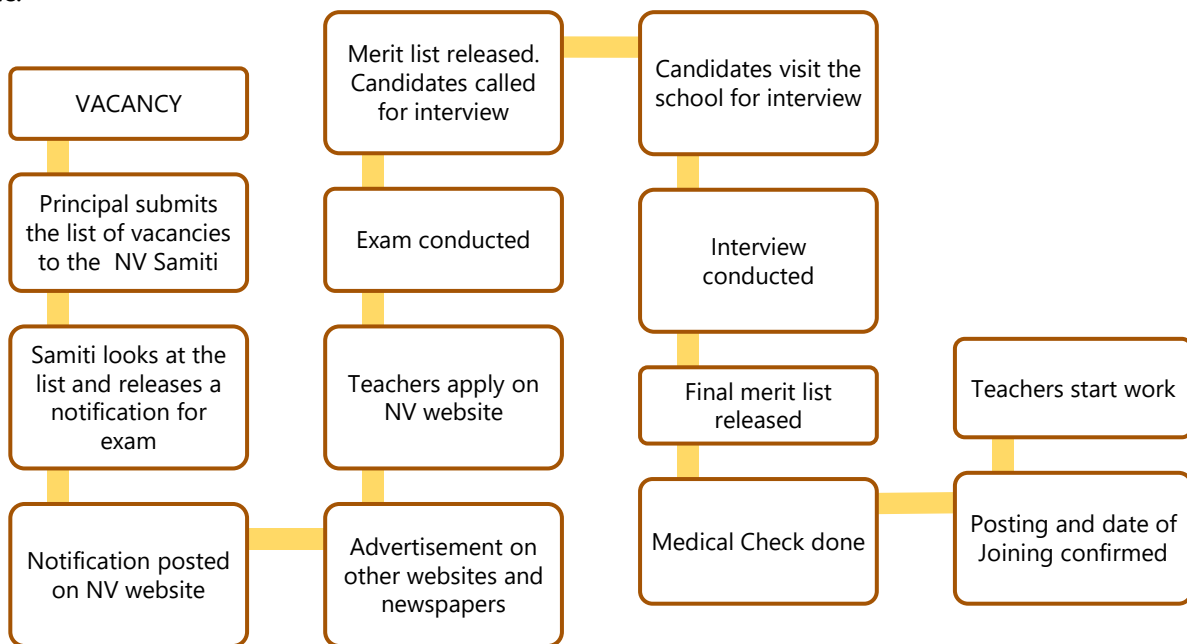 VACANCY
Principal submits
the list of vacancies
to the NV Samiti
Samiti looks at the
list and releases a
notification for
exam
Notification posted
on NV website
Advertisement on
other websites and
newspapers
Teachers apply on
NV website
Exam conducted
Merit list released.
Candidates called
for interview
Candidates visit the
school for interview
Interview
conducted
Final merit list
released
Medical Check done
Posting and date of
Joining confirmed
Teachers start work